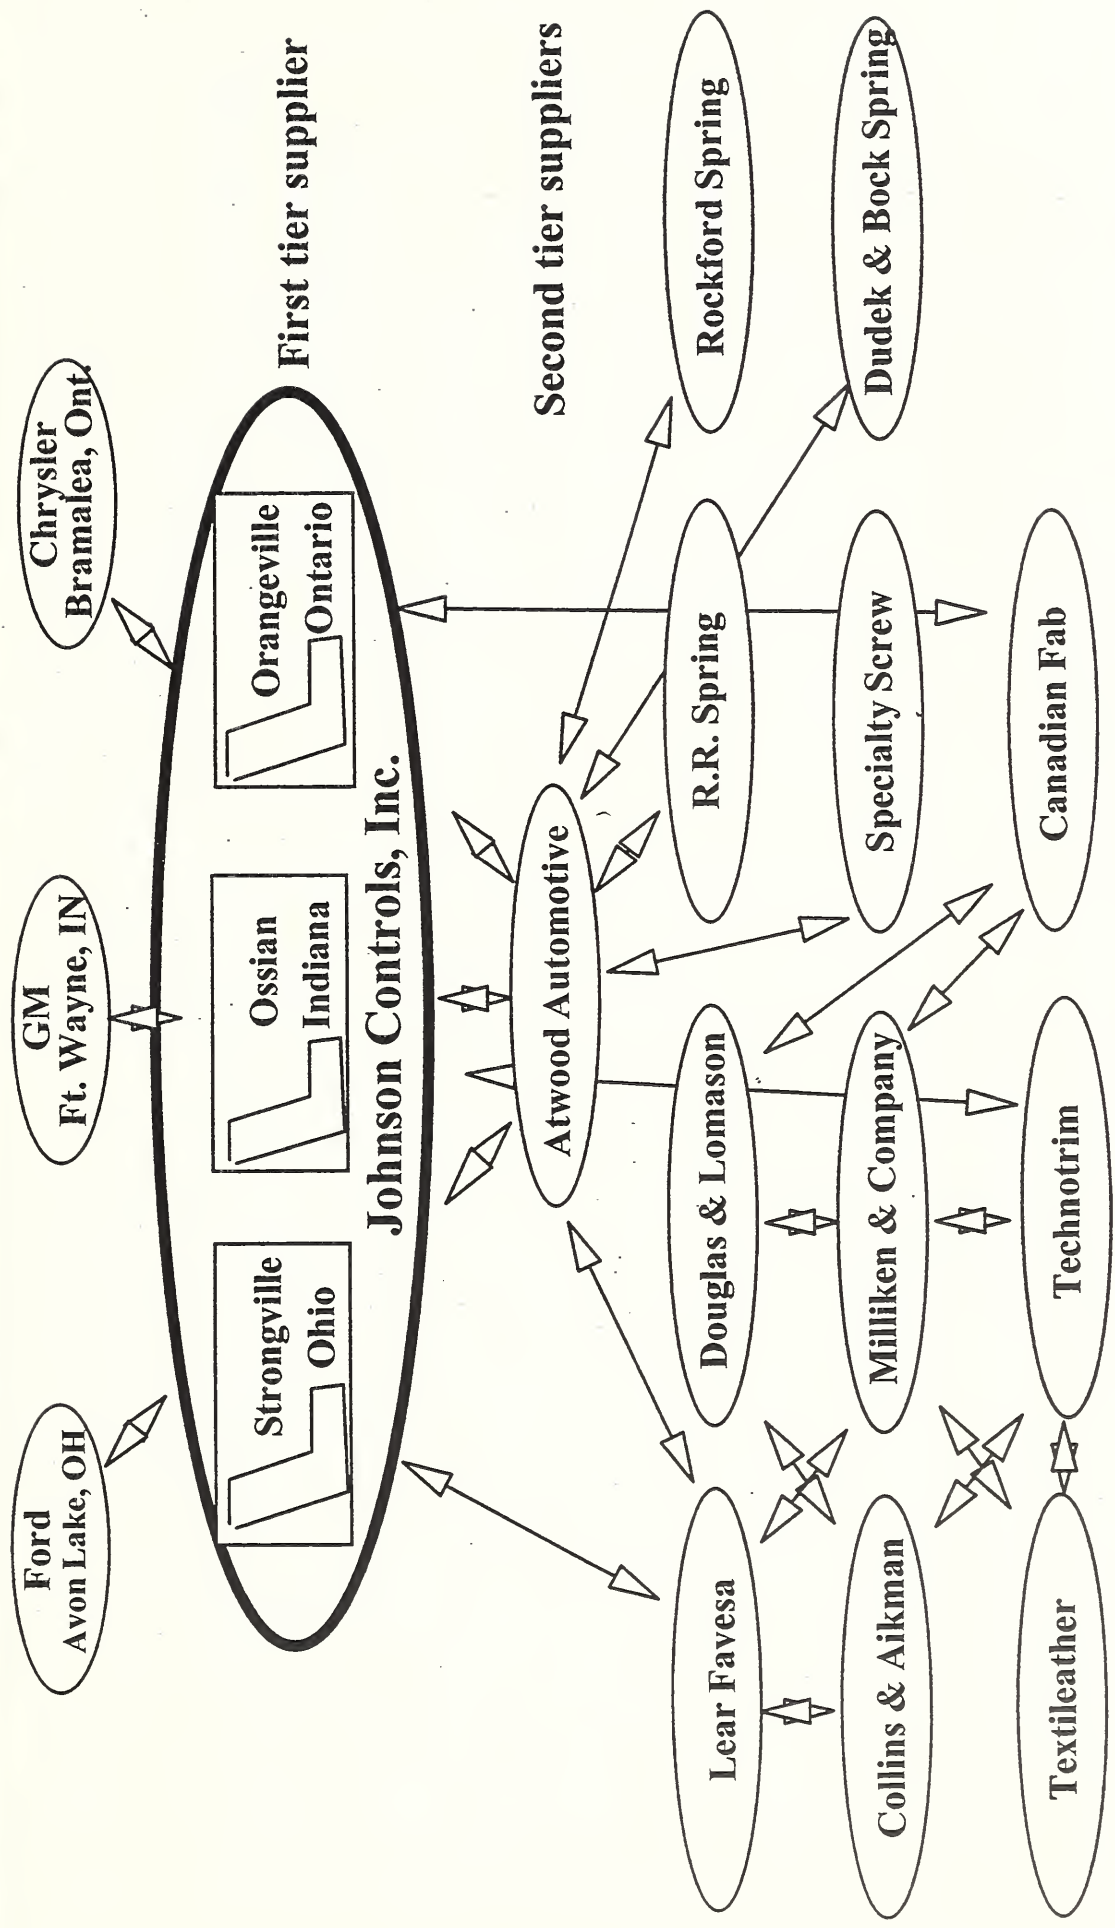 Ford
Avon Lake, OH
GM
Ft. Wayne, IN
Chrysler
Bramalea, Ont.
First tier supplier
Strongville
Ohio
Ossian
Indiana
Orangeville
Ontario
Johnson Controls, Inc.
Second tier suppliers
Atwood Automotive
Lear Favesa
Douglas & Lomason
R.R. Spring
Rockford Spring
Collins & Aikman
Milliken & Company
Specialty Screw
Dudek & Bock Spring
Textileather
Technotrim
Canadian Fab